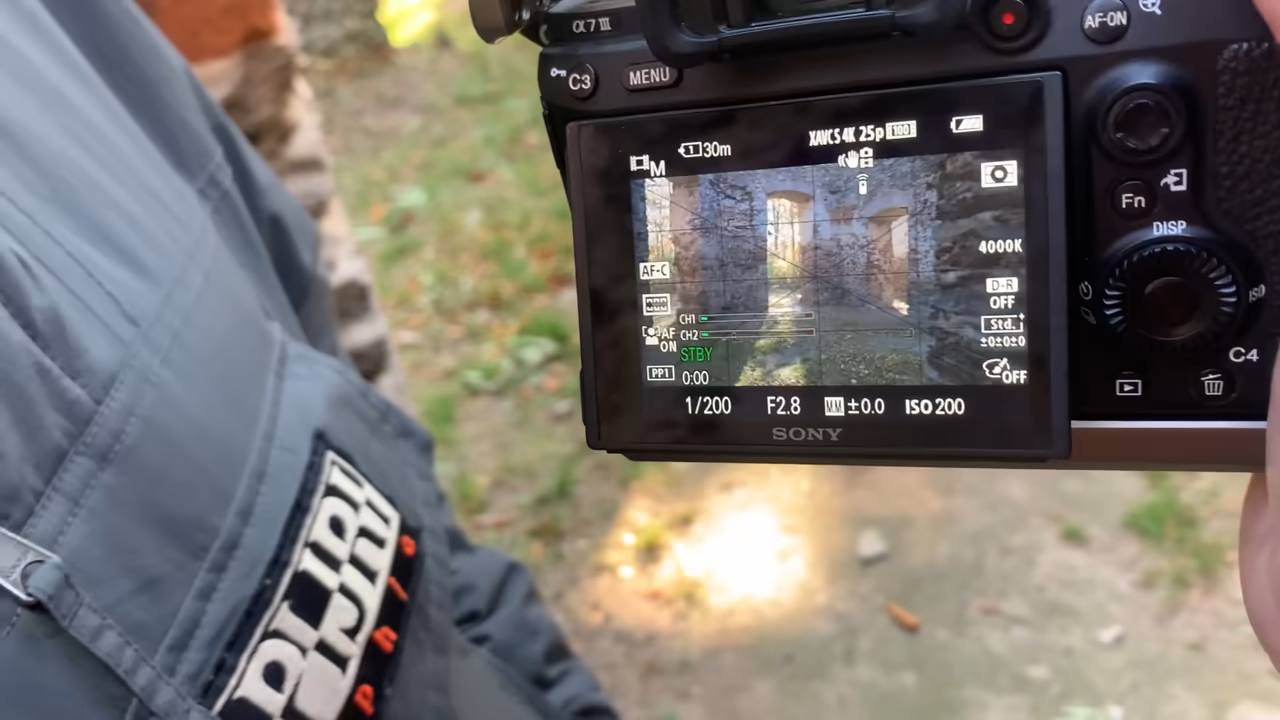 α7III
AF-ON
C3
MENU
XAVC S 4K 25p 100
1 30m
M
Fn
DISP
4000K
AF-C
D-R
OFF
ISO
CH1
CH2
AF
ON
Std.
±0±0±0
STBY
C4
PP1
0:00
OFF
1/200 F2.8 MM ±0.0 ISO 200
SONY